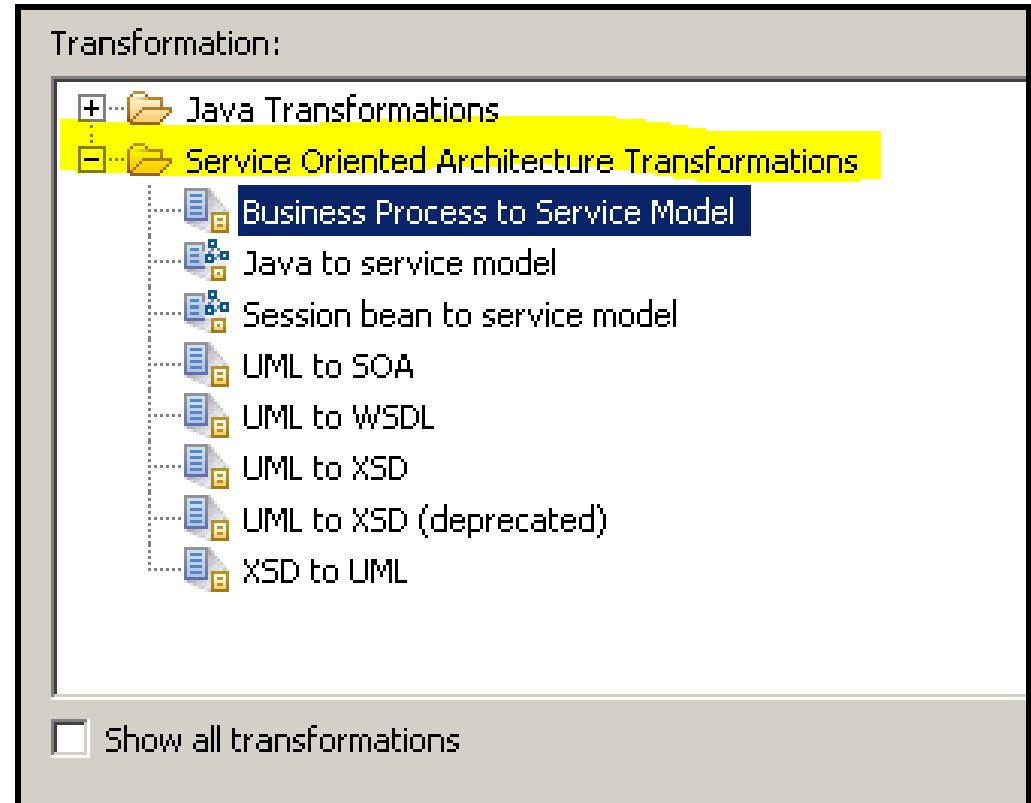 Transformation:
Java Transformations
Service Oriented Architecture Transformations
Business Process to Service Model
Java to service model
Session bean to service model
UML to SOA
UML to WSDL
UML to XSD
UML to XSD (deprecated)
XSD to UML
Show all transformations